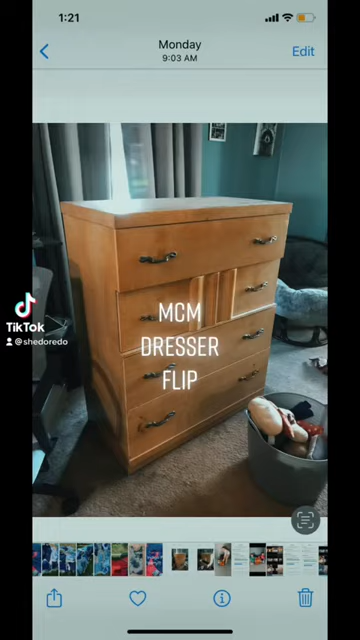 1:21
Monday
9:03 AM
Edit
MCM
DRESSER
FLIP
TikTok
@shedoredo